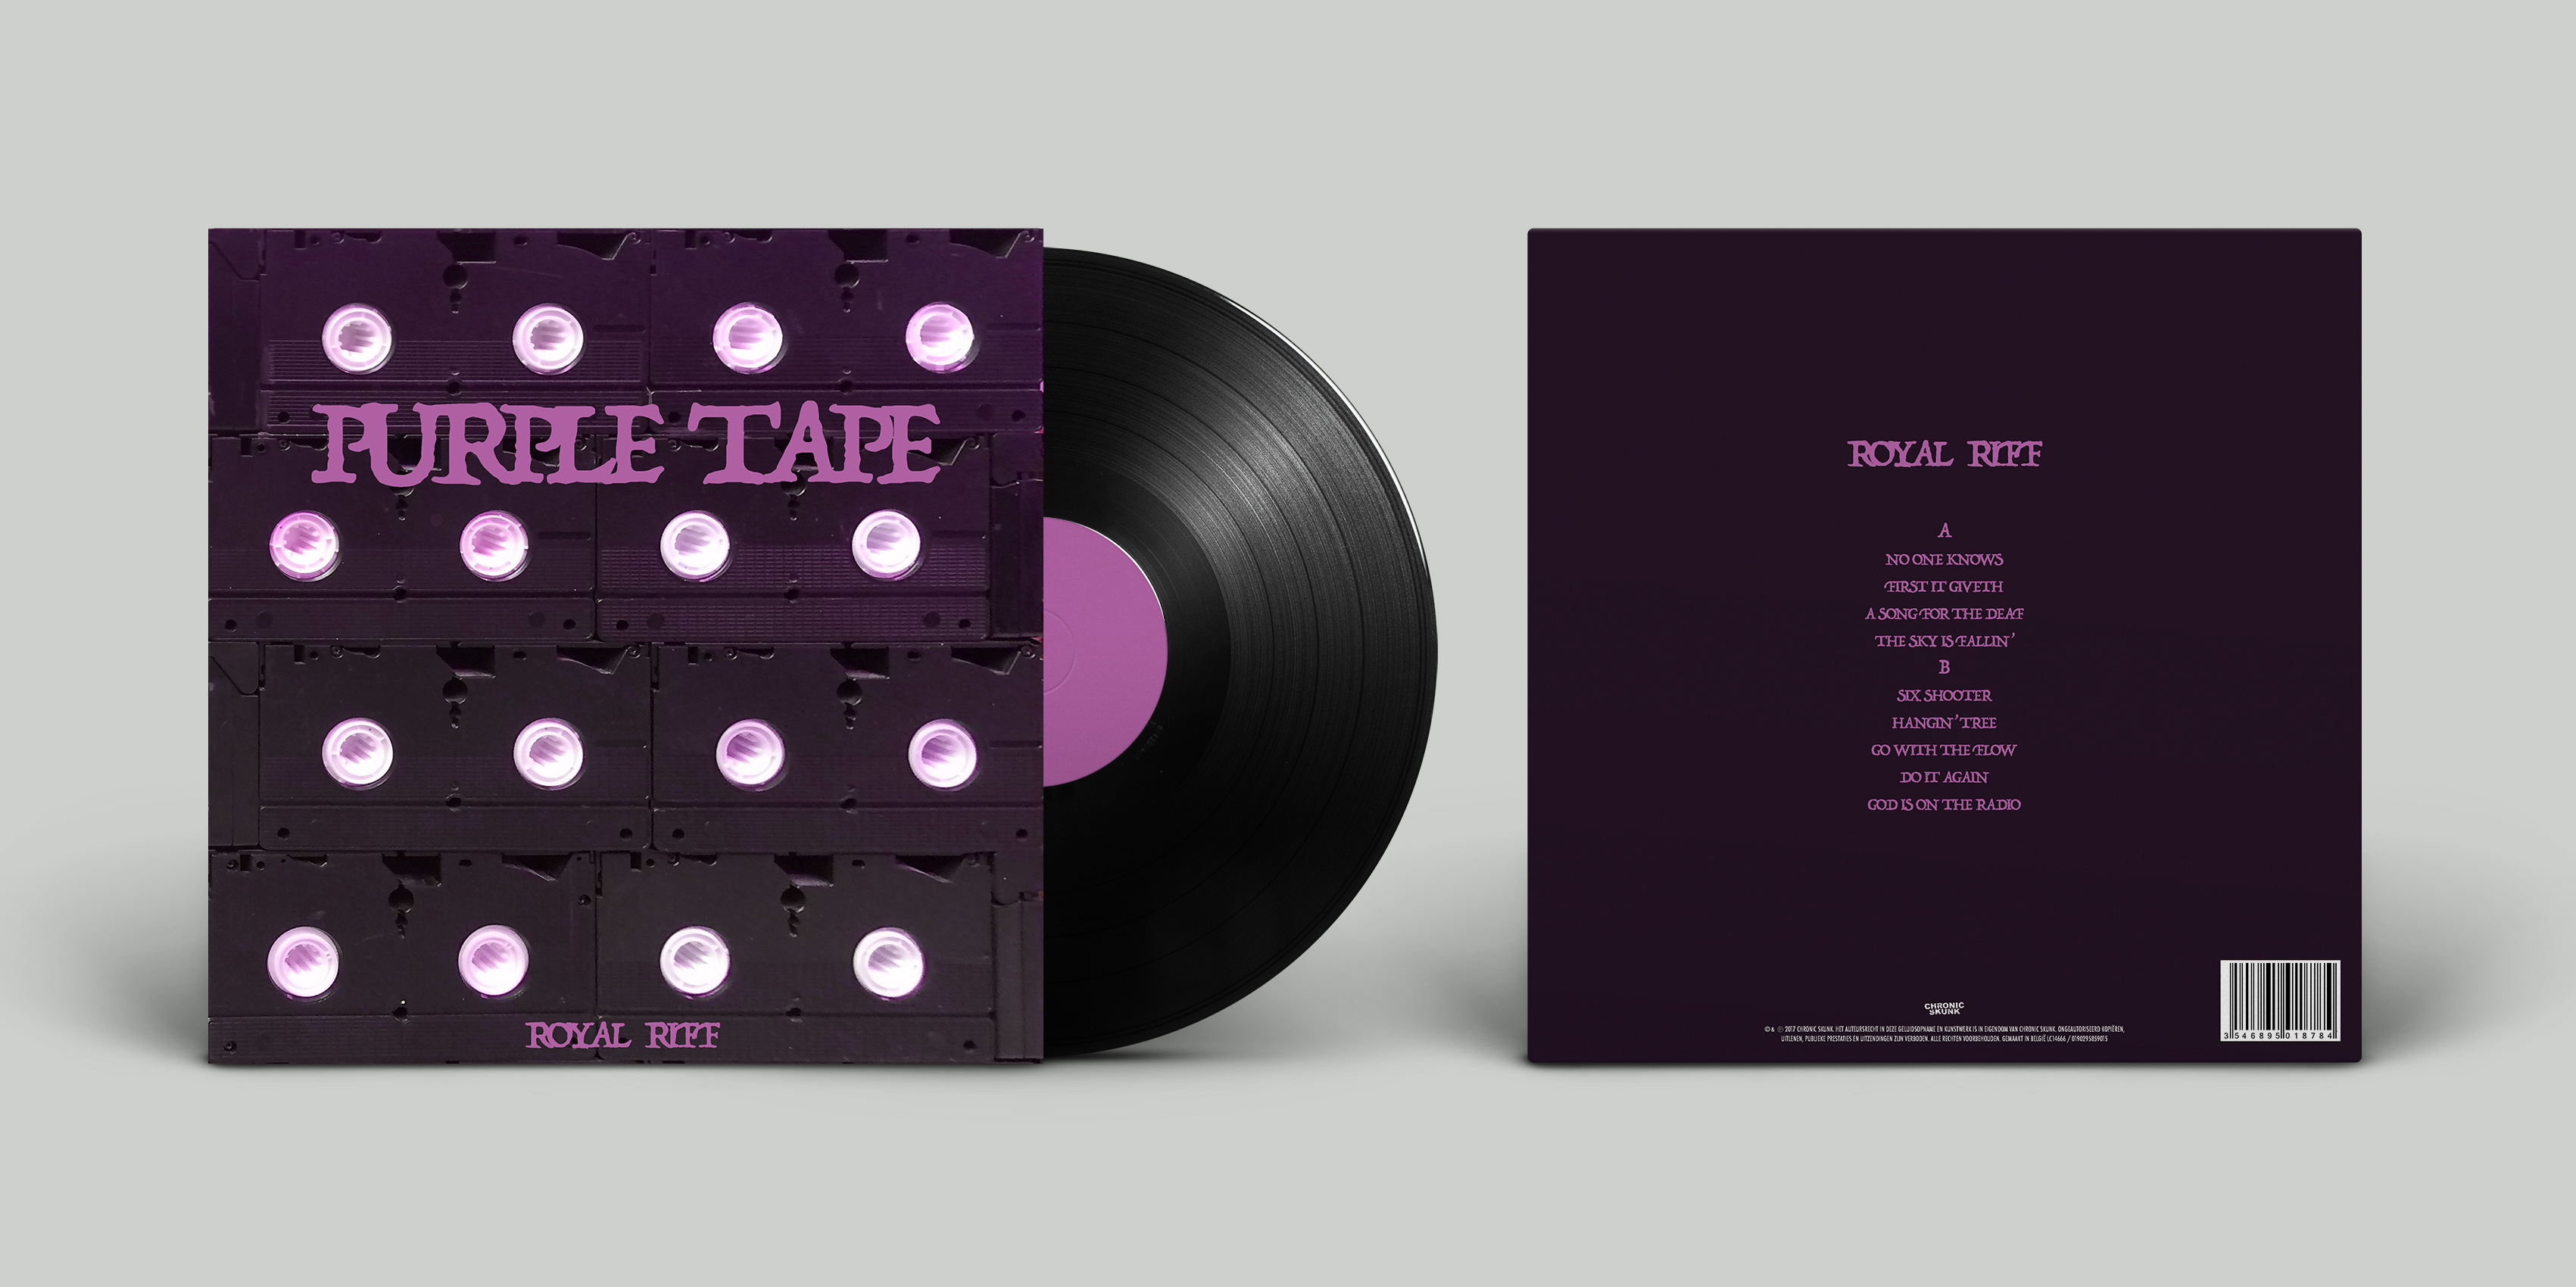 PURPLE TAPE
ROYAL RIFF
ROYAL RIFF
A
NO ONE KNOWS
FIRST IT GIVETH
A SONG FOR THE DEAF
THE SKY IS FALLIN'
B
SIX SHOOTER
HANGIN' TREE
GO WITH THE FLOW
DO IT AGAIN
GOD IS ON THE RADIO
CHRONIC
SKUNK
© & ℗ 2017 CHRONIC SKUNK. HET AUTEURSRECHT IN DEZE GELUIDSOPNAME EN KUNSTWERK IS IN EIGENDOM VAN CHRONIC SKUNK. ONGEAUTORISEERD KOPIËREN,
UITLENEN, PUBLIEKE PRESTATIES EN UITZENDINGEN ZIJN VERBODEN. ALLE RECHTEN VOORBEHOUDEN. GEMAAKT IN BELGIË LC14666 / 0190295859015
3 546895 018784